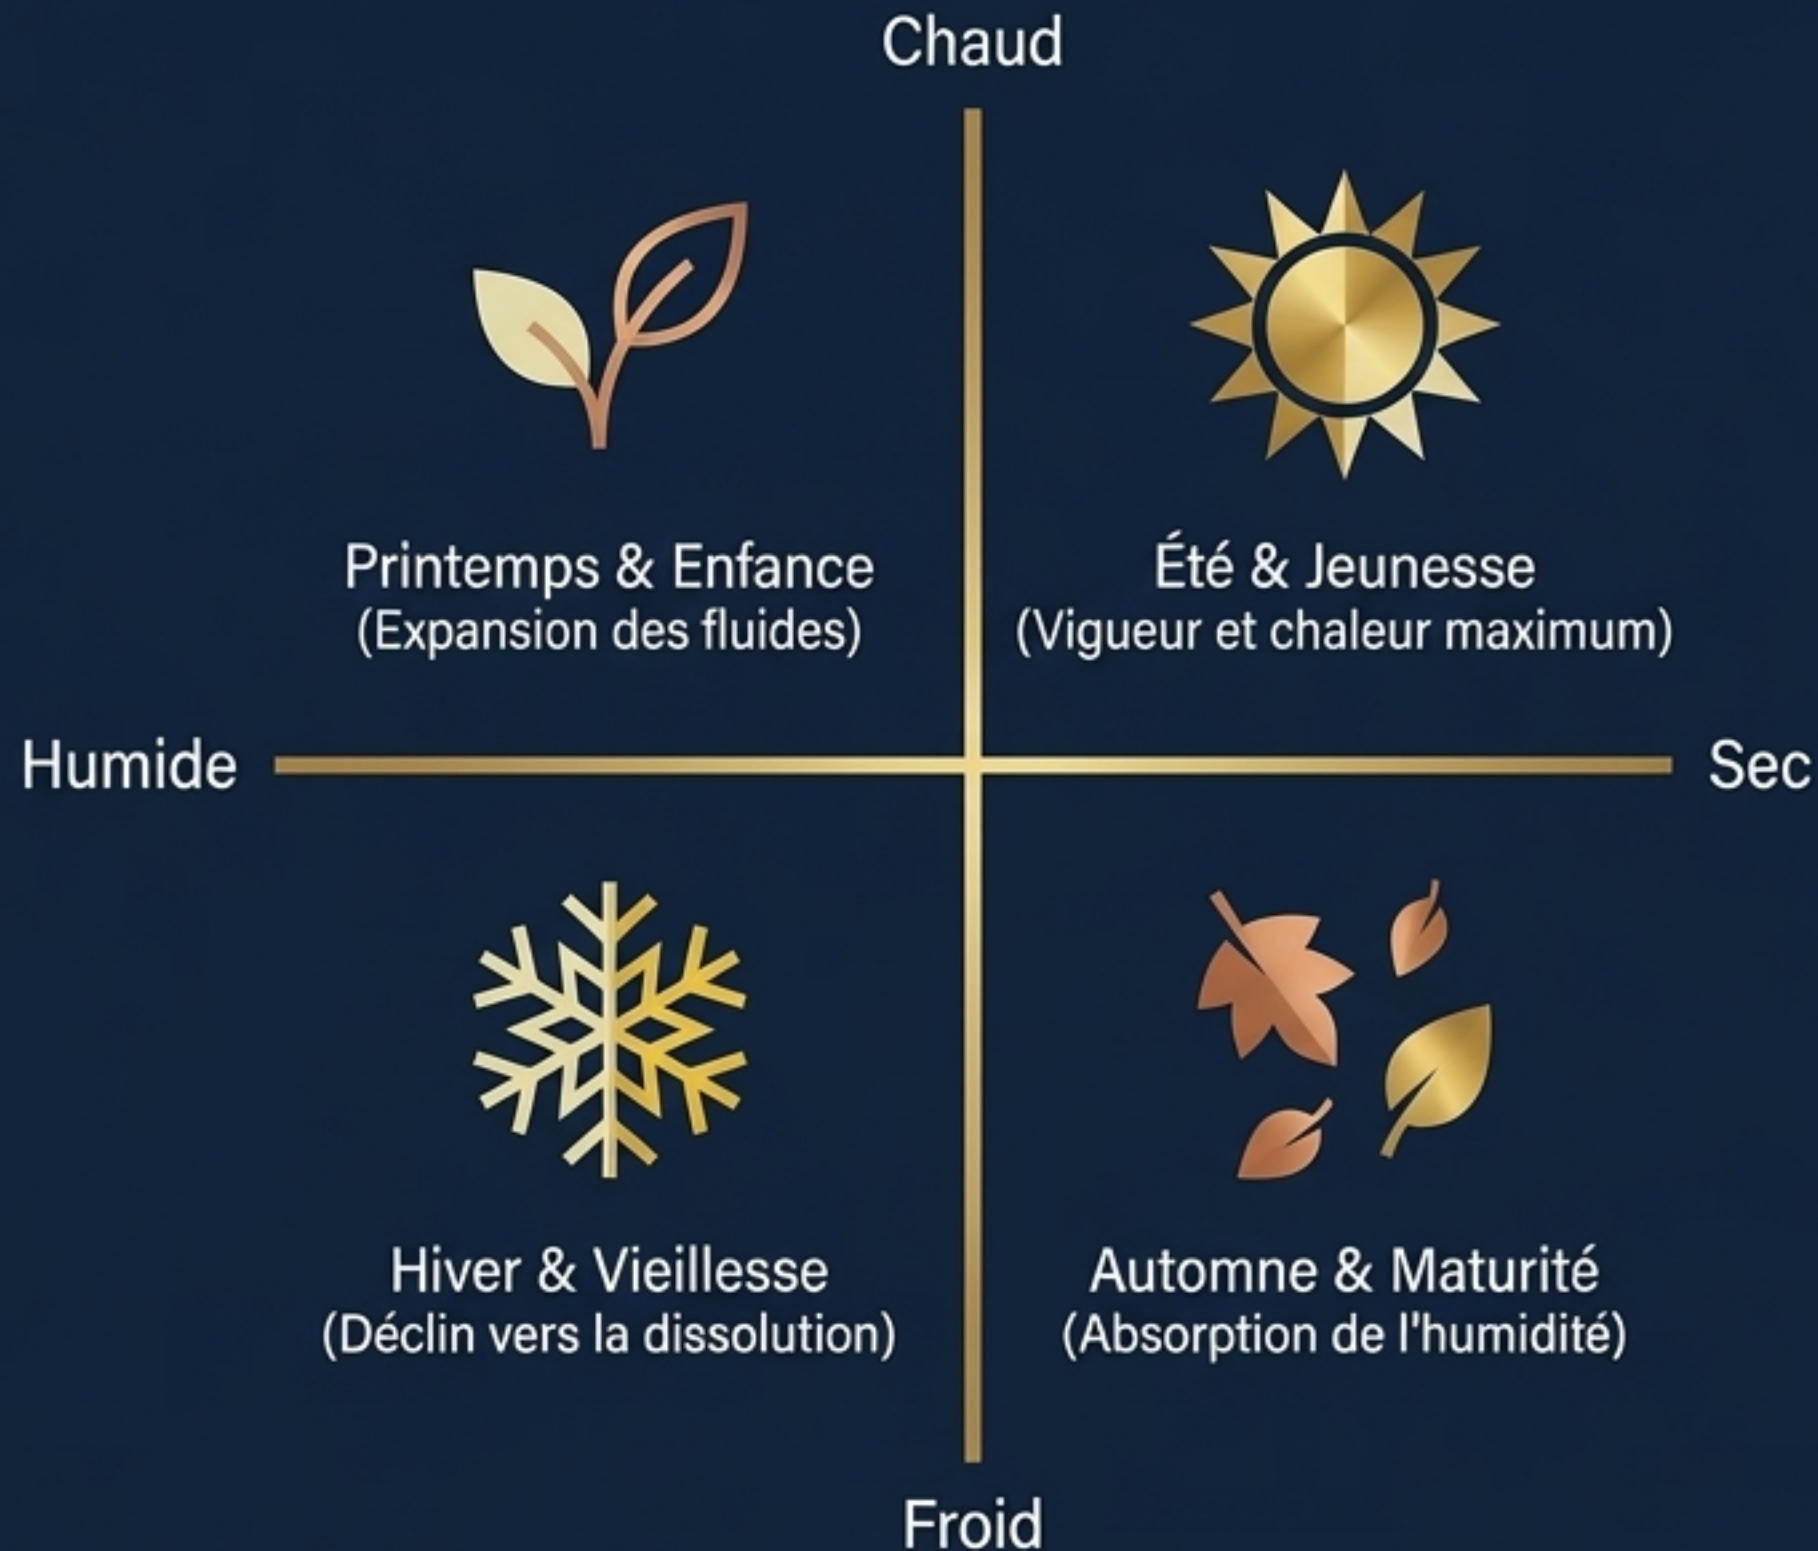 Chaud
Printemps & Enfance
(Expansion des fluides)
Été & Jeunesse
(Vigueur et chaleur maximum)
Humide
Sec
Hiver & Vieillesse
(Déclin vers la dissolution)
Automne & Maturité
(Absorption de l'humidité)
Froid